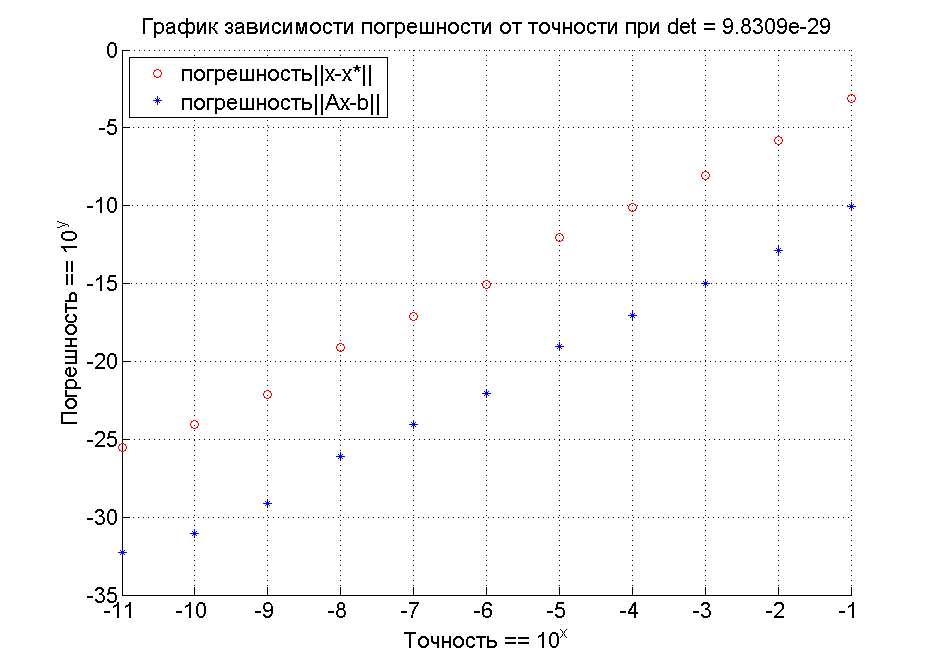 График зависимости погрешности от точности при det = 9.8309e-29
погрешность||x-x*||
погрешность||Ax-b||
0
-5
-10
-15
-20
-25
-30
-35
Погрешность == 10^y
-11 -10 -9 -8 -7 -6 -5 -4 -3 -2 -1
Точность == 10^x